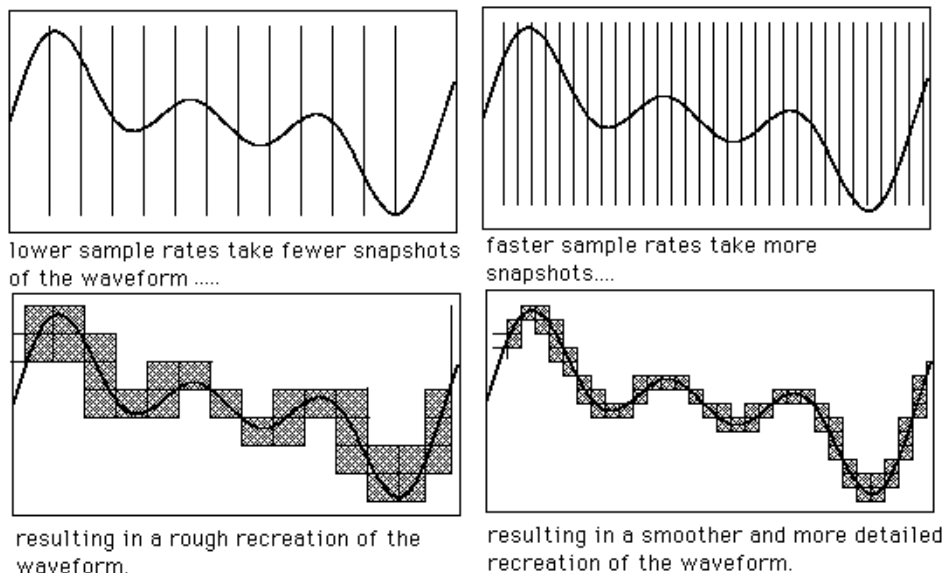 lower sample rates take fewer snapshots
of the waveform .....
faster sample rates take more
snapshots....
resulting in a rough recreation of the
waveform.
resulting in a smoother and more detailed
recreation of the waveform.